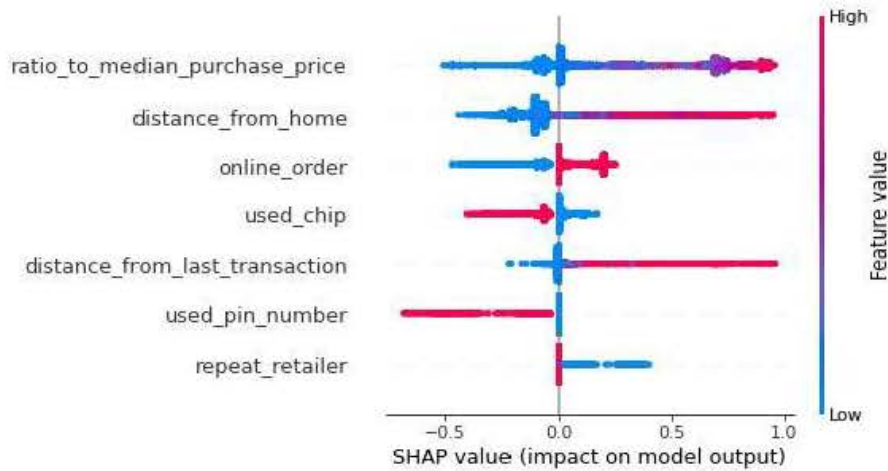 High
ratio_to_median_purchase_price
distance_from_home
online_order
used_chip
distance_from_last_transaction
used_pin_number
repeat_retailer
Feature value
Low
−0.5 0.0 0.5 1.0
SHAP value (impact on model output)